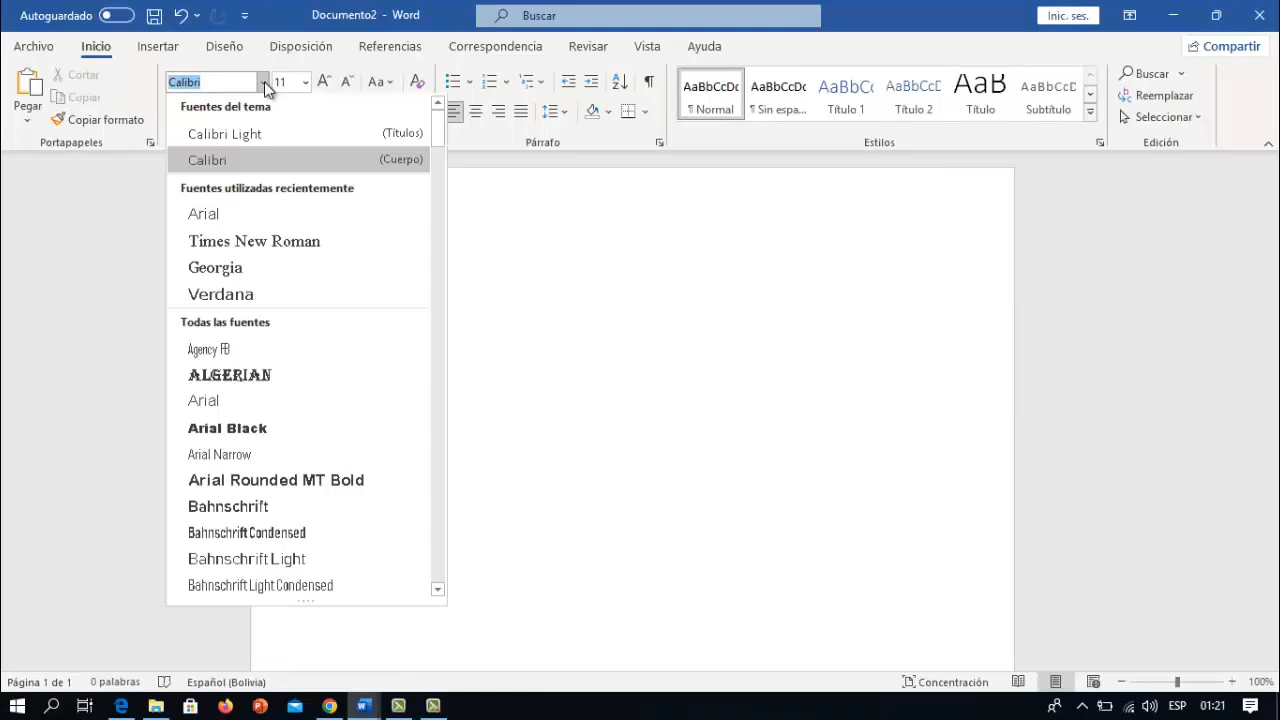 Autoguardado
Documento2 - Word
Buscar
Inic. ses.
Archivo
Inicio
Insertar
Diseño
Disposición
Referencias
Correspondencia
Revisar
Vista
Ayuda
Compartir
Pegar
Cortar
Copiar
Copiar formato
Portapapeles
Calibri
11
Aa
Párrafo
AaBbCcDc
¶ Normal
AaBbCcDc
¶ Sin espa...
AaBbCc
Título 1
AaBbCcD
Título 2
AaB
Título
AaBbCcD
Subtítulo
Estilos
Buscar
Reemplazar
Seleccionar
Edición
Fuentes del tema
Calibri Light (Títulos)
Calibri (Cuerpo)
Fuentes utilizadas recientemente
Arial
Times New Roman
Georgia
Verdana
Todas las fuentes
Agency FB
ALGERIAN
Arial
Arial Black
Arial Narrow
Arial Rounded MT Bold
Bahnschrift
Bahnschrift Condensed
Bahnschrift Light
Bahnschrift Light Condensed
Página 1 de 1
0 palabras
Español (Bolivia)
Concentración
100%
ESP
01:21